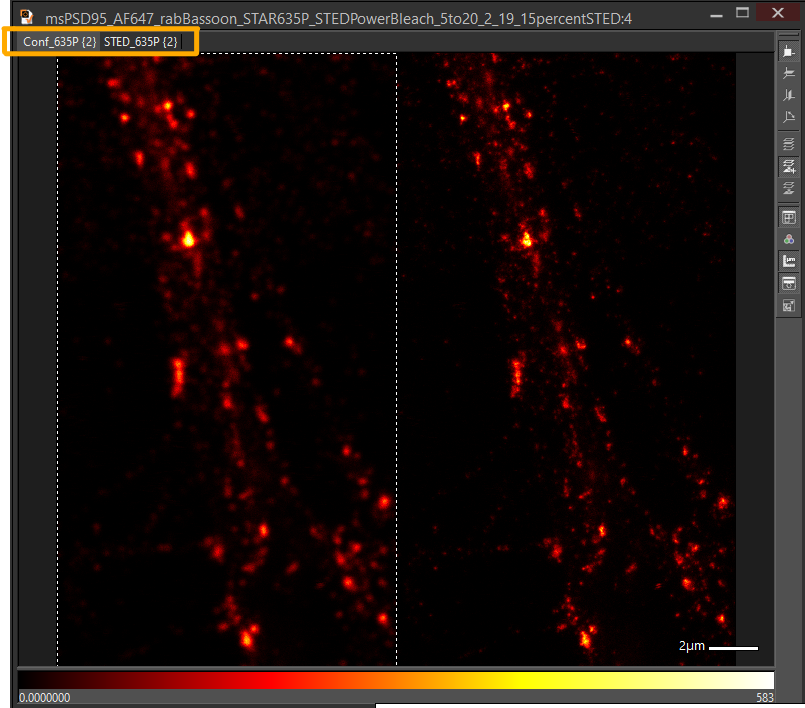 msPSD95_AF647_rabBassoon_STAR635P_STEDPowerBleach_5to20_2_19_15percentSTED:4
Conf_635P {2} STED_635P {2}
2µm
0.0000000 583